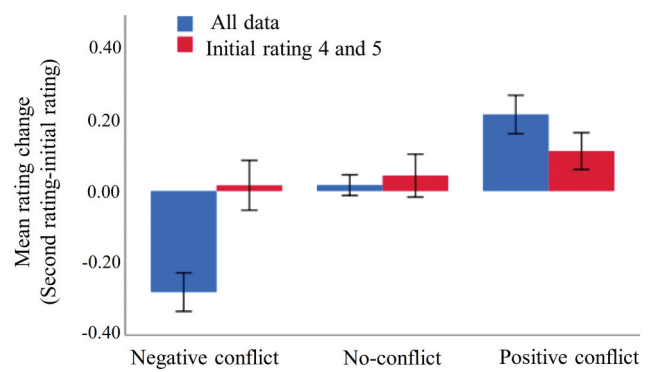 All data
Initial rating 4 and 5
Mean rating change
(Second rating-initial rating)
0.40
0.20
0.00
-0.20
-0.40
Negative conflict
No-conflict
Positive conflict